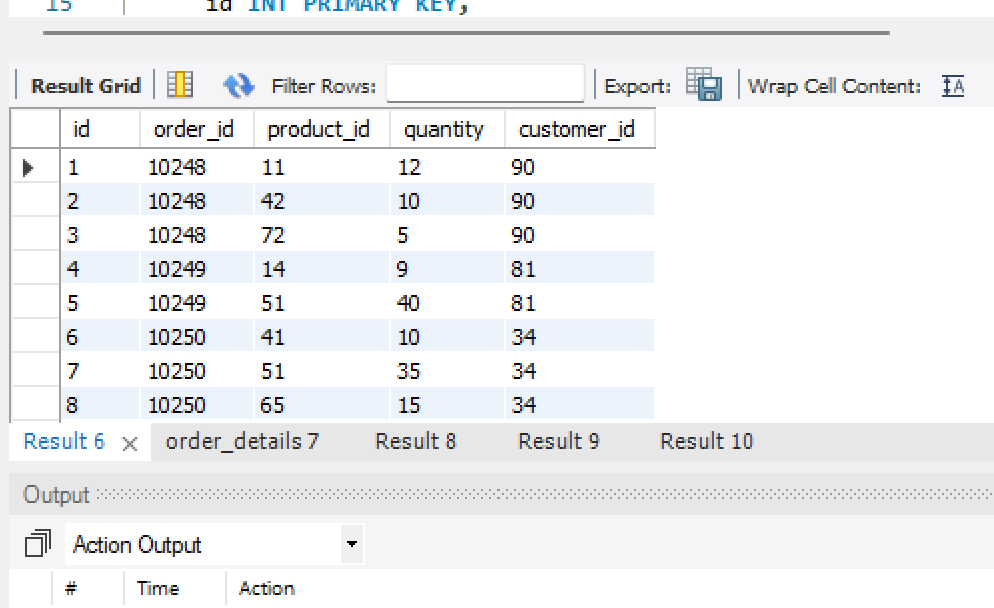 15 id INT PRIMARY KEY,
Result Grid Filter Rows: Export: Wrap Cell Content: IA
id order_id product_id quantity customer_id
1 10248 11 12 90
2 10248 42 10 90
3 10248 72 5 90
4 10249 14 9 81
5 10249 51 40 81
6 10250 41 10 34
7 10250 51 35 34
8 10250 65 15 34
Result 6 × order_details 7 Result 8 Result 9 Result 10
Output
Action Output
# Time Action